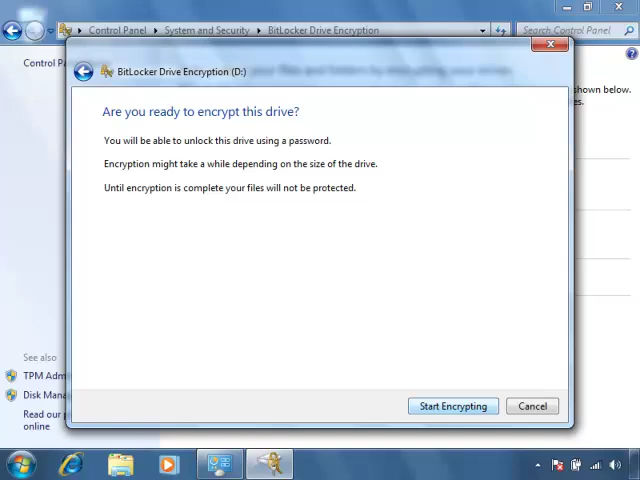 Control Panel ▸ System and Security ▸ BitLocker Drive Encryption
Search Control Panel
Control Pa
BitLocker Drive Encryption (D:)
shown below.
es.
Are you ready to encrypt this drive?
You will be able to unlock this drive using a password.
Encryption might take a while depending on the size of the drive.
Until encryption is complete your files will not be protected.
See also
TPM Adm
Disk Mana
Read our p
online
Start Encrypting
Cancel